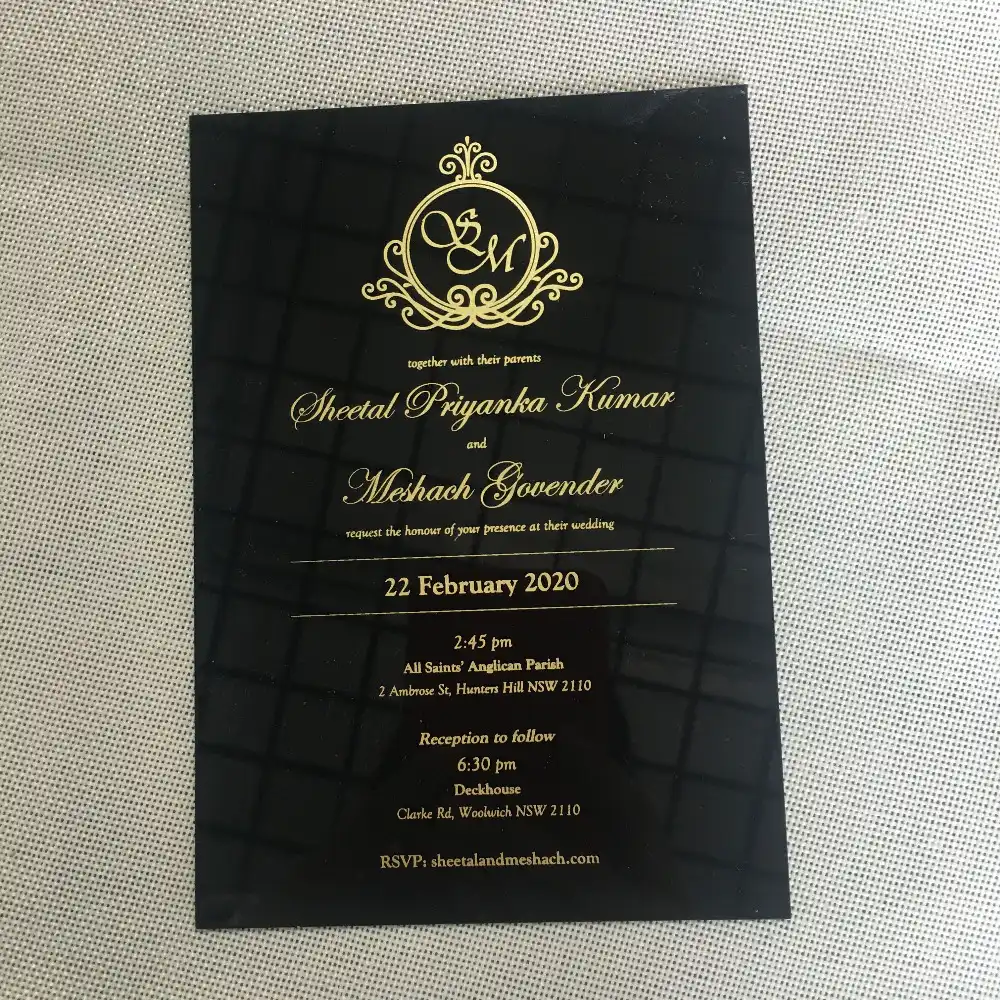 SM
together with their parents
Sheetal Priyanka Kumar
and
Meshach Govender
request the honour of your presence at their wedding
22 February 2020
2:45 pm
All Saints' Anglican Parish
2 Ambrose St, Hunters Hill NSW 2110
Reception to follow
6:30 pm
Deckhouse
Clarke Rd, Woolwich NSW 2110
RSVP: sheetalandmeshach.com